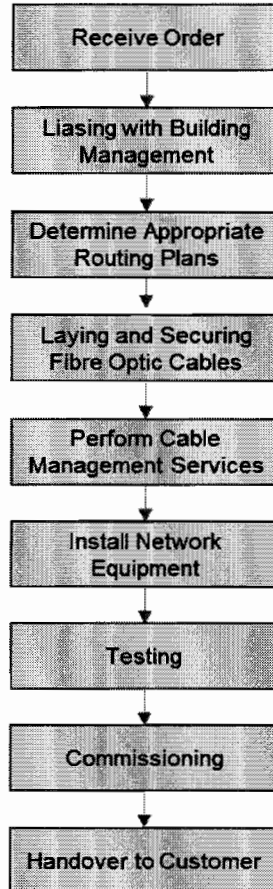 Receive Order
Liasing with Building
Management
Determine Appropriate
Routing Plans
Laying and Securing
Fibre Optic Cables
Perform Cable
Management Services
Install Network
Equipment
Testing
Commissioning
Handover to Customer